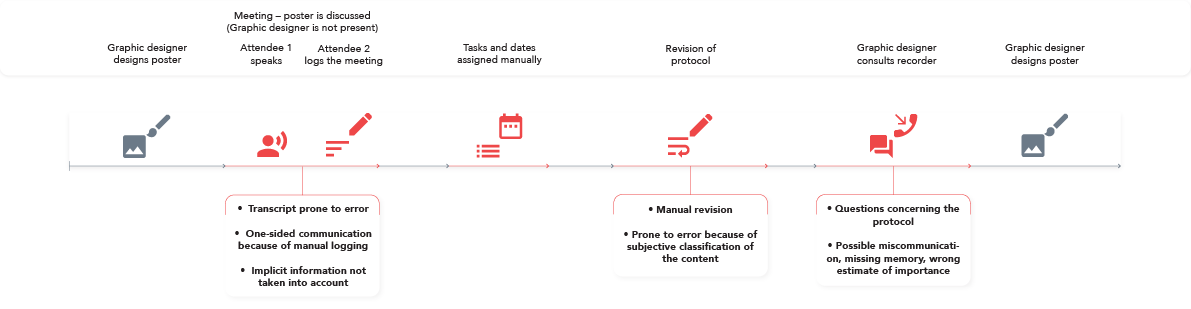 Meeting – poster is discussed
(Graphic designer is not present)
Graphic designer
designs poster
Attendee 1
speaks
Attendee 2
logs the meeting
Tasks and dates
assigned manually
Revision of
protocol
Graphic designer
consults recorder
Graphic designer
designs poster
• Transcript prone to error
• One-sided communication
because of manual logging
• Implicit information not
taken into account
• Manual revision
• Prone to error because of
subjective classification of
the content
• Questions concerning the
protocol
• Possible miscommunicati-
on, missing memory, wrong
estimate of importance